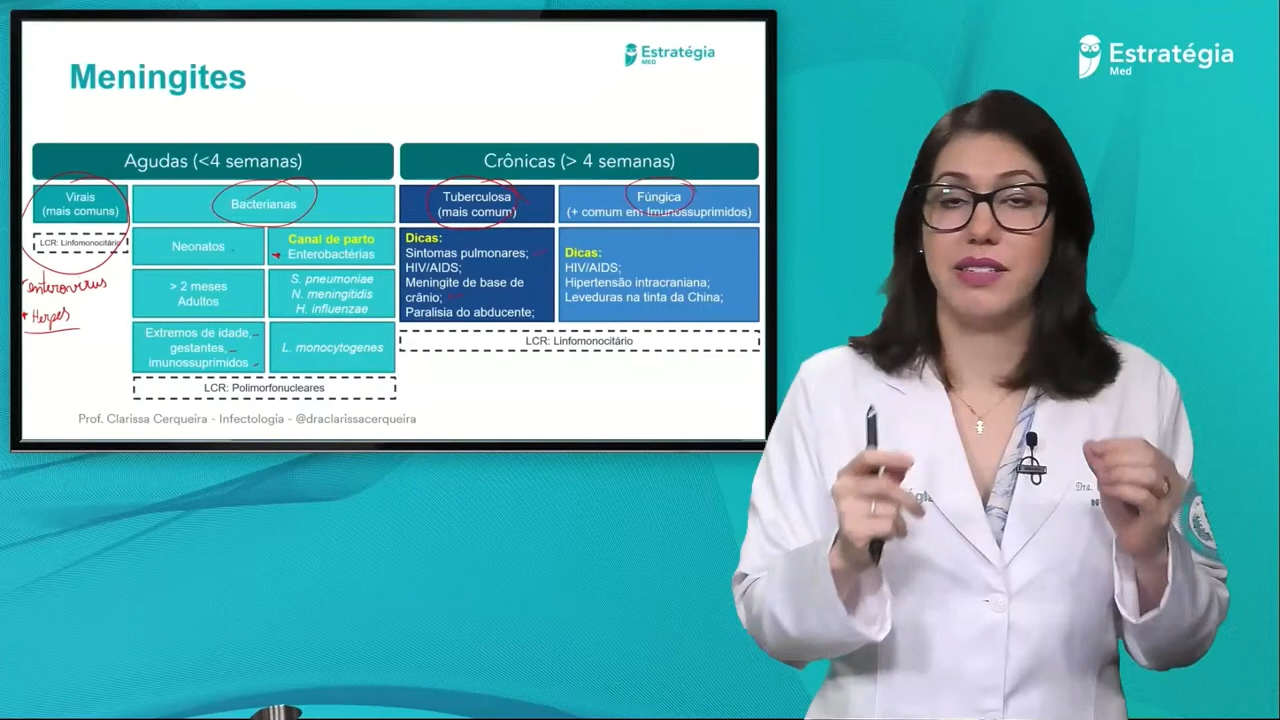 Estratégia
MED
Estratégia
Med
Meningites
Agudas (<4 semanas)
Crônicas (> 4 semanas)
Virais
(mais comuns)
Bacterianas
Tuberculosa
(mais comum)
Fúngica
(+ comum em Imunossuprimidos)
LCR: Linfomonocitário
Neonatos
Canal de parto
Enterobactérias
> 2 meses
Adultos
S. pneumoniae
N. meningitidis
H. influenzae
Extremos de idade,
gestantes,
imunossuprimidos
L. monocytogenes
LCR: Polimorfonucleares
Dicas:
Sintomas pulmonares;
HIV/AIDS;
Meningite de base de
crânio;
Paralisia do abducente;
Dicas:
HIV/AIDS;
Hipertensão intracraniana;
Leveduras na tinta da China;
LCR: Linfomonocitário
enterovirus
Herpes
Prof. Clarissa Cerqueira - Infectologia - @draclarissacerqueira
Dra.